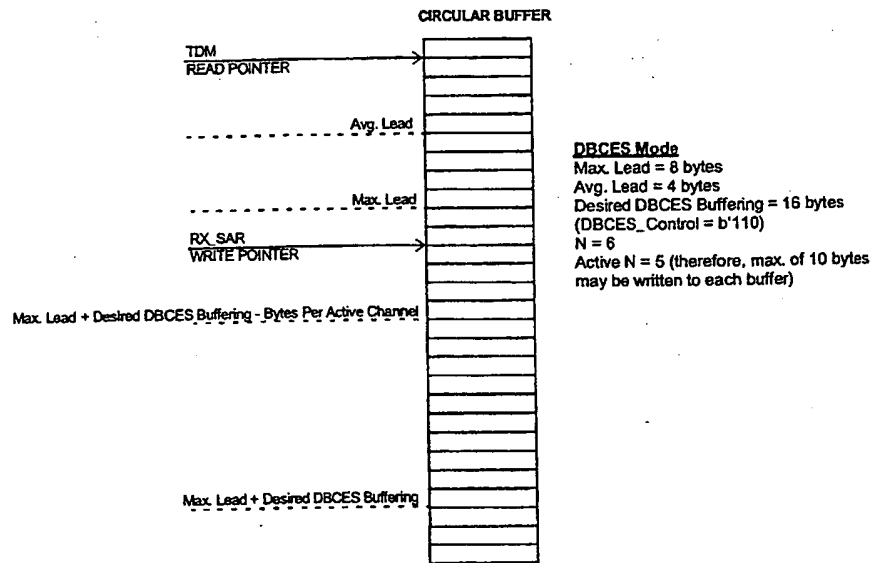 CIRCULAR BUFFER
TDM
READ POINTER
Avg. Lead
Max. Lead
RX_SAR
WRITE POINTER
Max. Lead + Desired DBCES Buffering - Bytes Per Active Channel
Max. Lead + Desired DBCES Buffering
DBCES Mode
Max. Lead = 8 bytes
Avg. Lead = 4 bytes
Desired DBCES Buffering = 16 bytes
(DBCES_Control = b'110)
N = 6
Active N = 5 (therefore, max. of 10 bytes
may be written to each buffer)